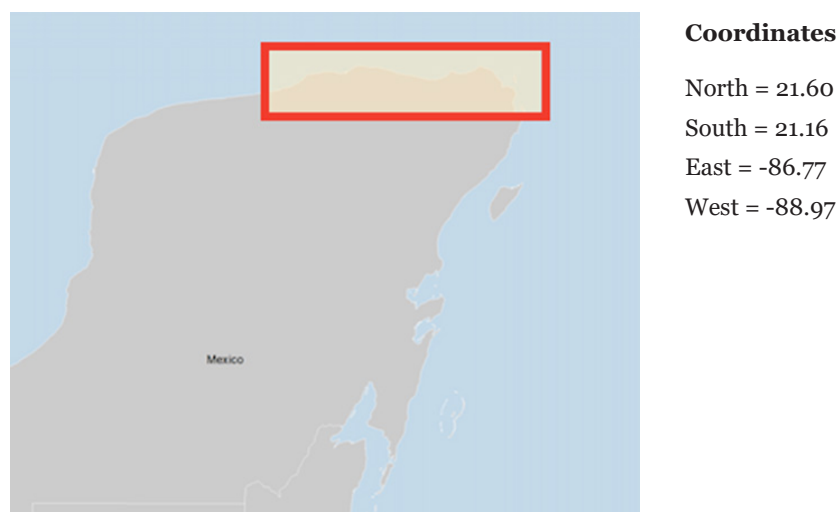 Mexico
Coordinates
North = 21.60
South = 21.16
East = -86.77
West = -88.97